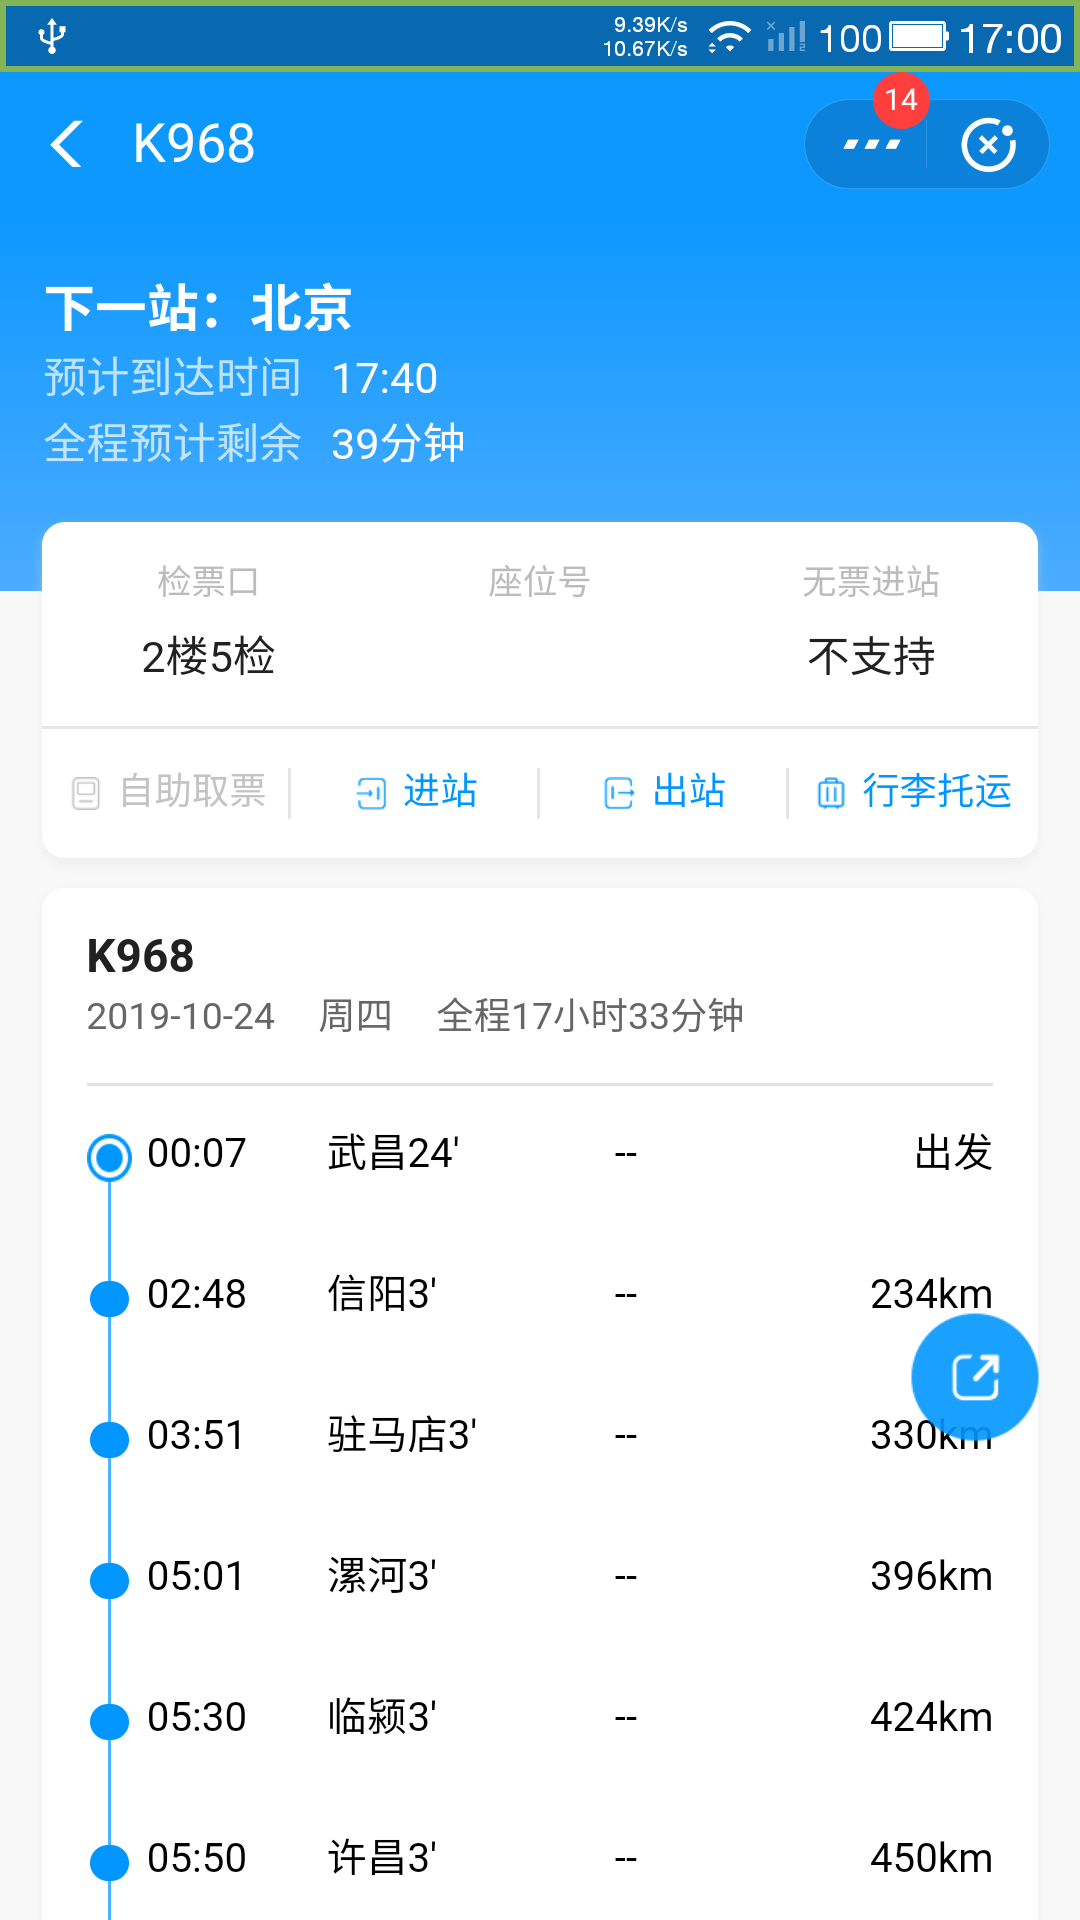 9.39K/s
10.67K/s
100
17:00
14
K968
下一站：北京
预计到达时间 17:40
全程预计剩余 39分钟
检票口 座位号 无票进站
2楼5检 不支持
自助取票 进站 出站 行李托运
K968
2019-10-24 周四 全程17小时33分钟
00:07 武昌24' -- 出发
02:48 信阳3' -- 234km
03:51 驻马店3' -- 330km
05:01 漯河3' -- 396km
05:30 临颍3' -- 424km
05:50 许昌3' -- 450km